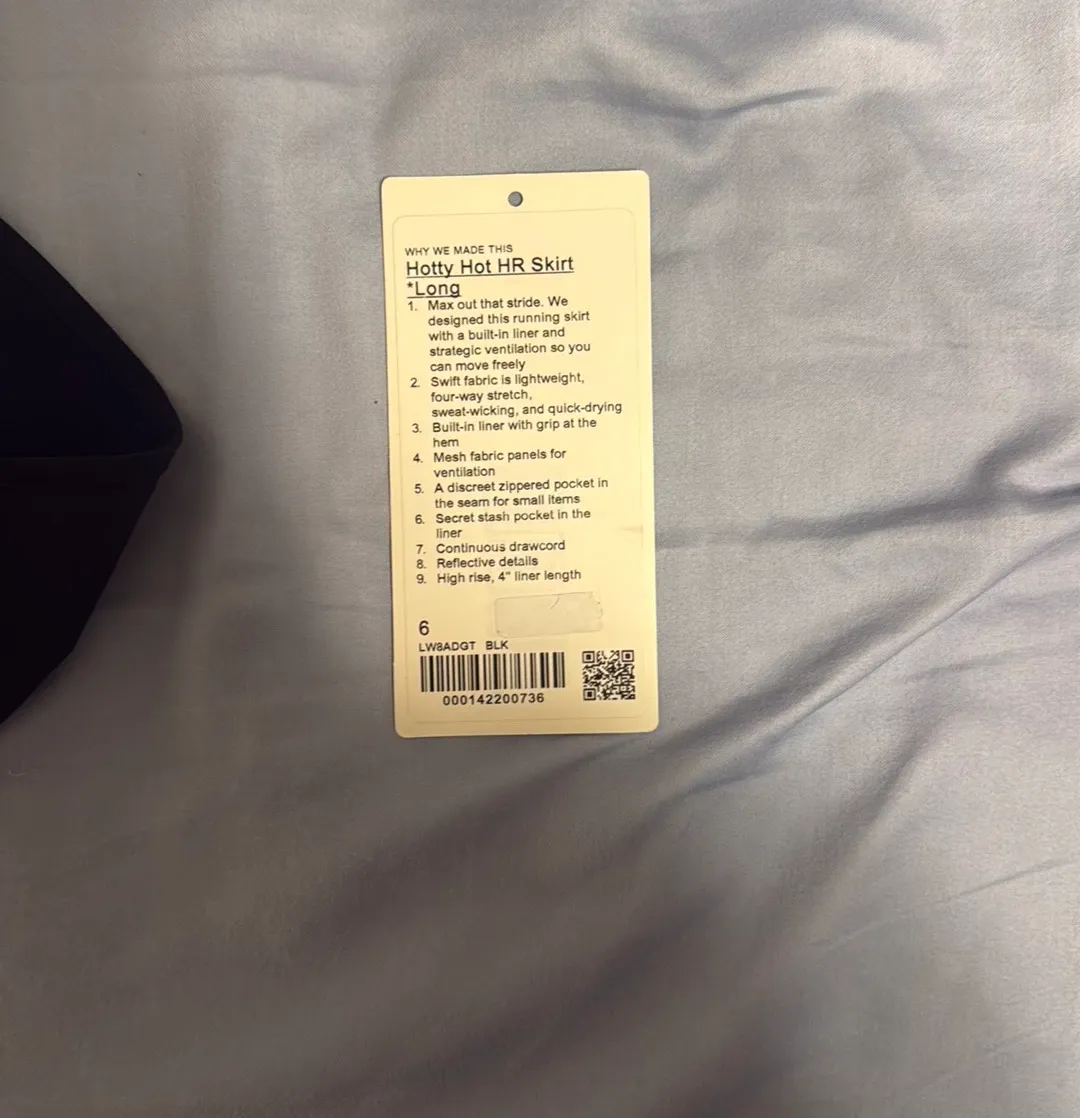 WHY WE MADE THIS
Hotty Hot HR Skirt
*Long
1. Max out that stride. We
designed this running skirt
with a built-in liner and
strategic ventilation so you
can move freely
2. Swift fabric is lightweight,
four-way stretch,
sweat-wicking, and quick-drying
3. Built-in liner with grip at the
hem
4. Mesh fabric panels for
ventilation
5. A discreet zippered pocket in
the seam for small items
6. Secret stash pocket in the
liner
7. Continuous drawcord
8. Reflective details
9. High rise, 4" liner length
6
LW8ADGT BLK
000142200736